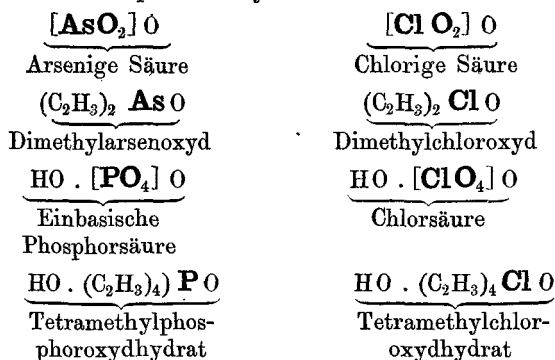 [AsO₂] O [Cl O₂] O
Arsenige Säure Chlorige Säure
(C₂H₃)₂ As O (C₂H₃)₂ Cl O
Dimethylarsenoxyd Dimethylchloroxyd
HO . [PO₄] O HO . [ClO₄] O
Einbasische Chlorsäure
Phosphorsäure
HO . (C₂H₃)₄) P O HO . (C₂H₃)₄ Cl O
Tetramethylphos- Tetramethylchlor-
phoroxydhydrat oxydhydrat